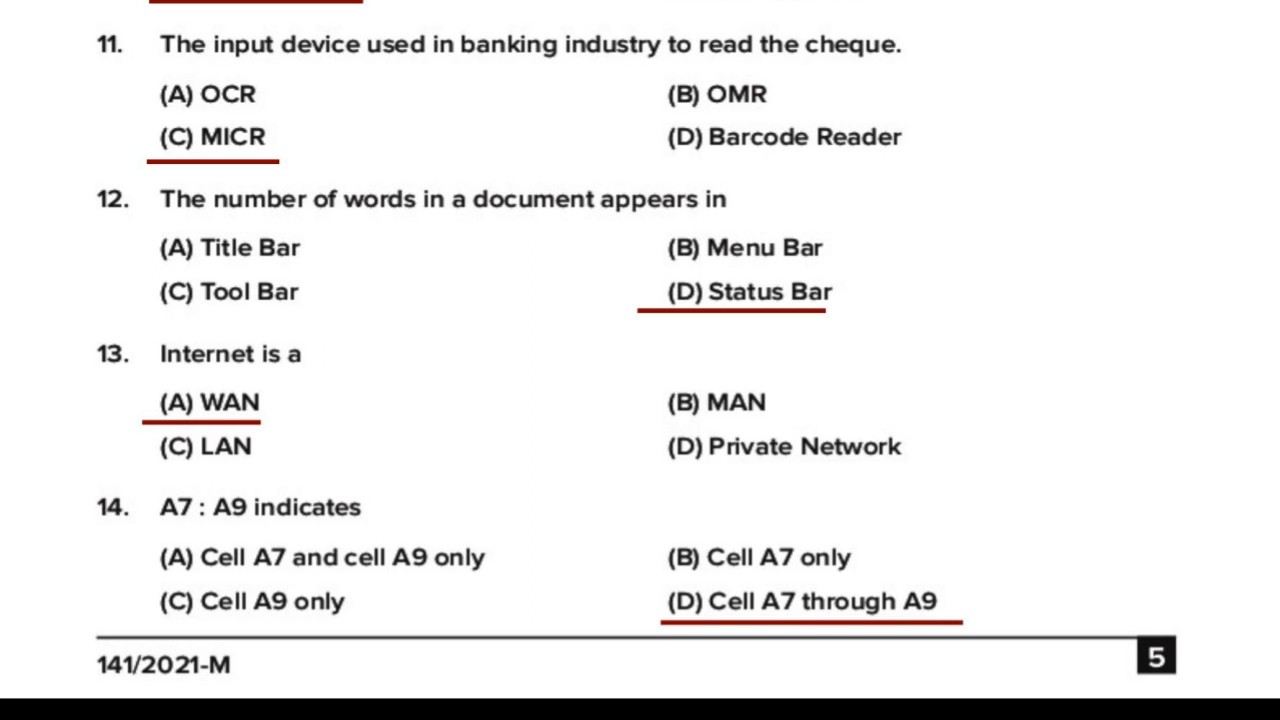 11. The input device used in banking industry to read the cheque.
(A) OCR (B) OMR
(C) MICR (D) Barcode Reader
12. The number of words in a document appears in
(A) Title Bar (B) Menu Bar
(C) Tool Bar (D) Status Bar
13. Internet is a
(A) WAN (B) MAN
(C) LAN (D) Private Network
14. A7 : A9 indicates
(A) Cell A7 and cell A9 only (B) Cell A7 only
(C) Cell A9 only (D) Cell A7 through A9
141/2021-M 5